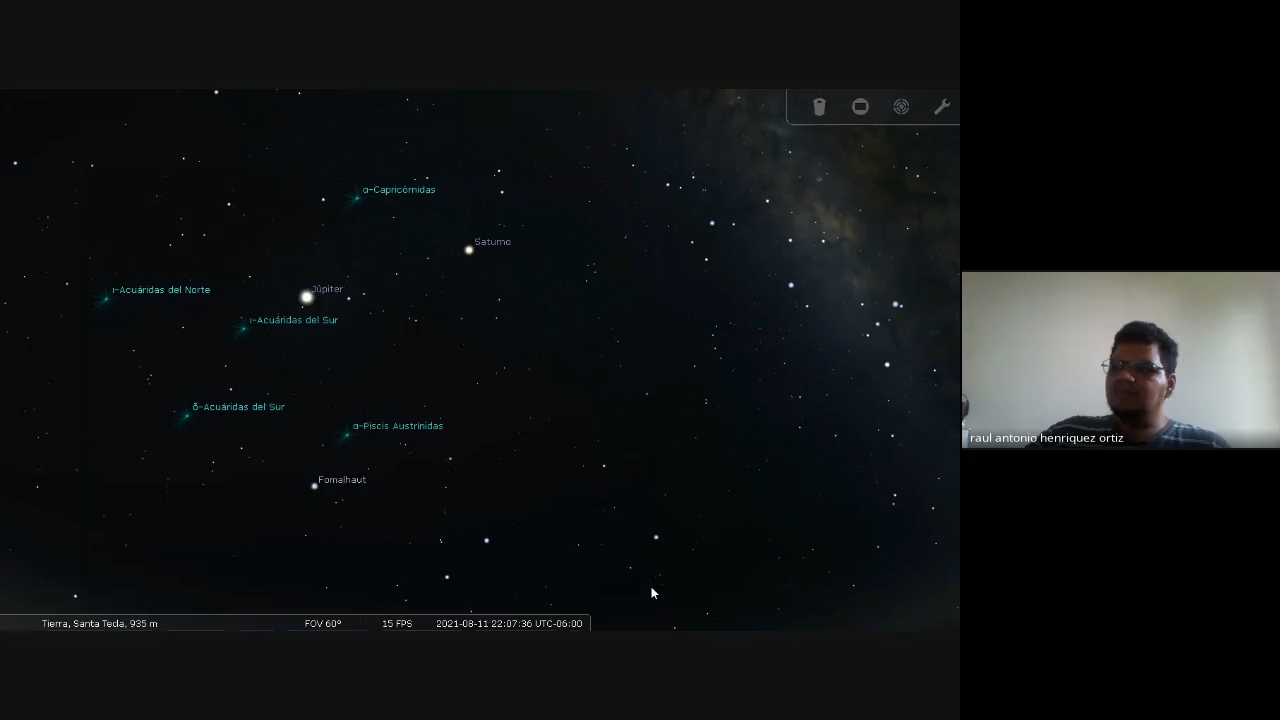 α-Capricórnidas
Saturno
ι-Acuáridas del Norte
Júpiter
ι-Acuáridas del Sur
δ-Acuáridas del Sur
α-Piscis Austrínidas
raul antonio henriquez ortiz
Fomalhaut
Tierra, Santa Tecla, 935 m FOV 60° 15 FPS 2021-08-11 22:07:36 UTC-06:00